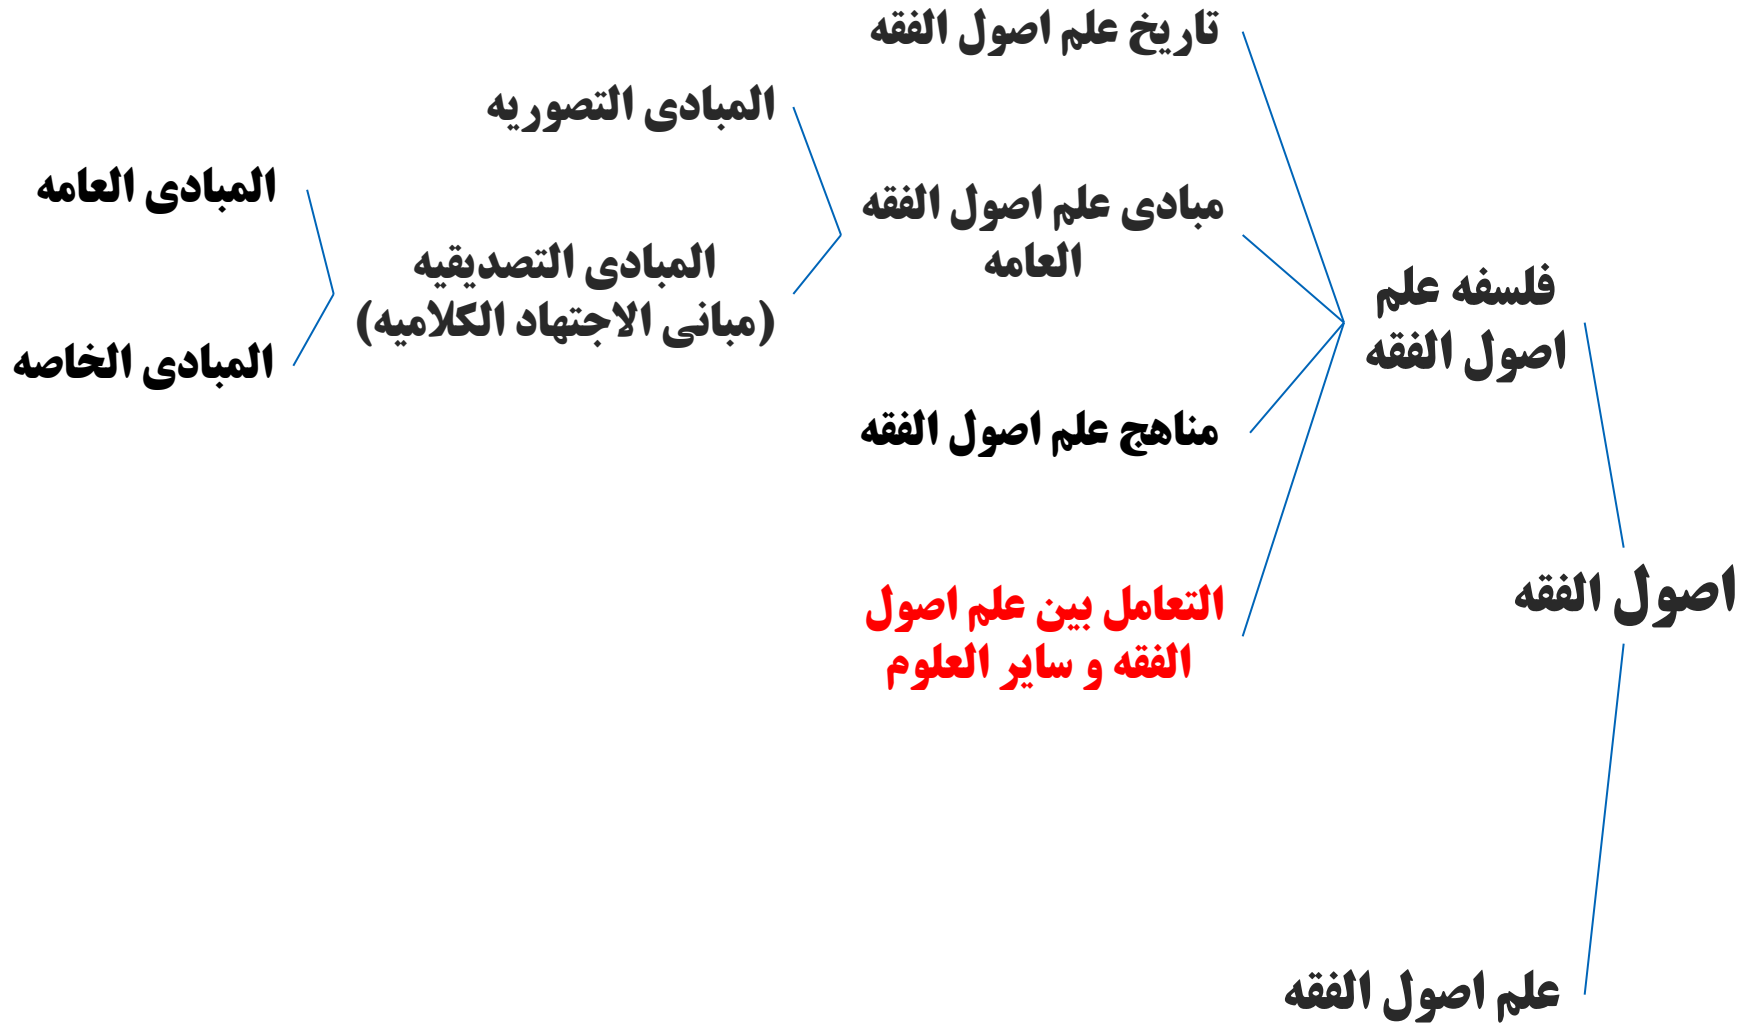 تاریخ علم اصول الفقه
المبادی التصوریه
المبادی العامه
مبادی علم اصول الفقه
العامه
المبادی التصدیقیه
(مبانی الاجتهاد الکلامیه)
فلسفه علم
اصول الفقه
المبادی الخاصه
مناهج علم اصول الفقه
اصول الفقه
التعامل بین علم اصول
الفقه و سایر العلوم
علم اصول الفقه